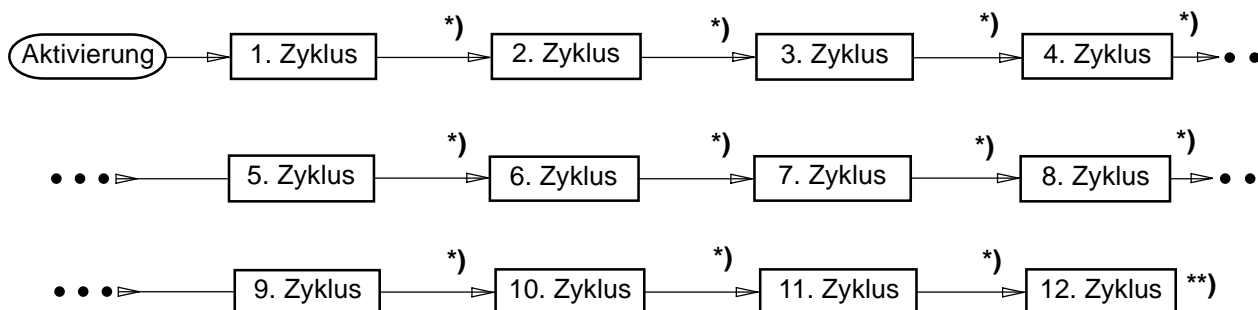 *) *) *) *)
Aktivierung 1. Zyklus 2. Zyklus 3. Zyklus 4. Zyklus
*) *) *) *)
5. Zyklus 6. Zyklus 7. Zyklus 8. Zyklus
*) *) *)
9. Zyklus 10. Zyklus 11. Zyklus 12. Zyklus **)